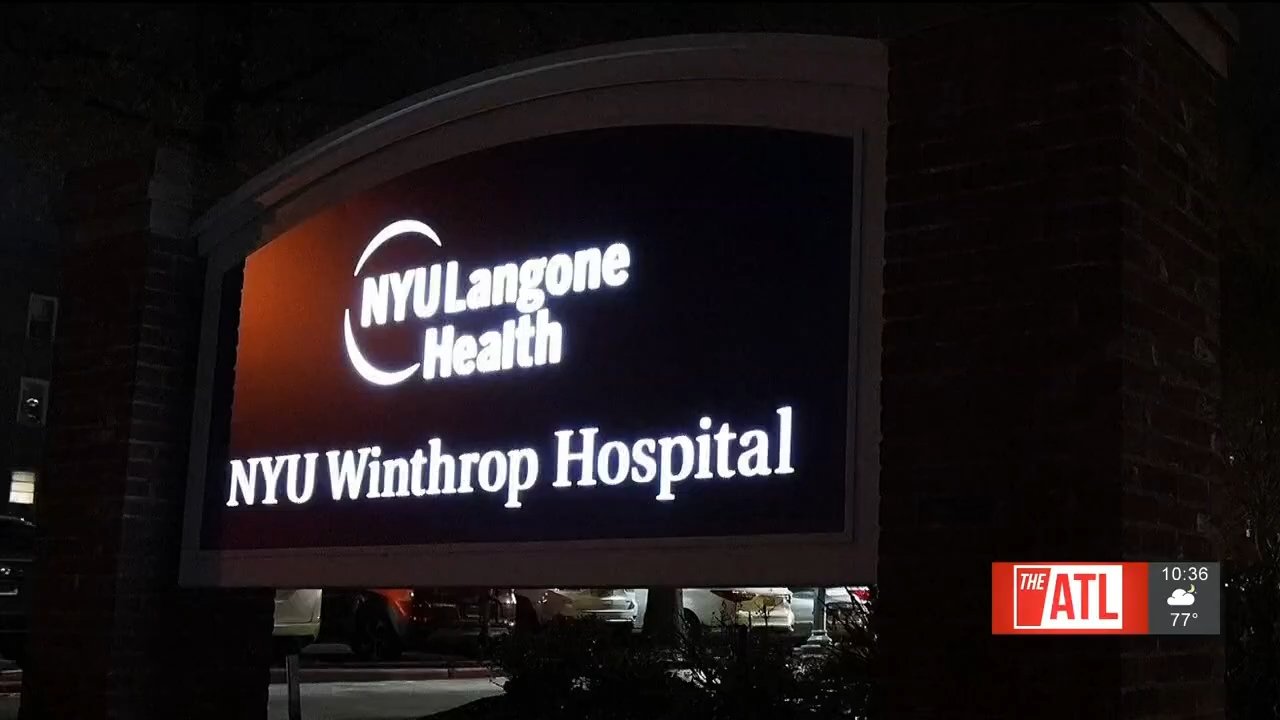 NYU Langone
Health
NYU Winthrop Hospital
THE ATL
10:36
77°